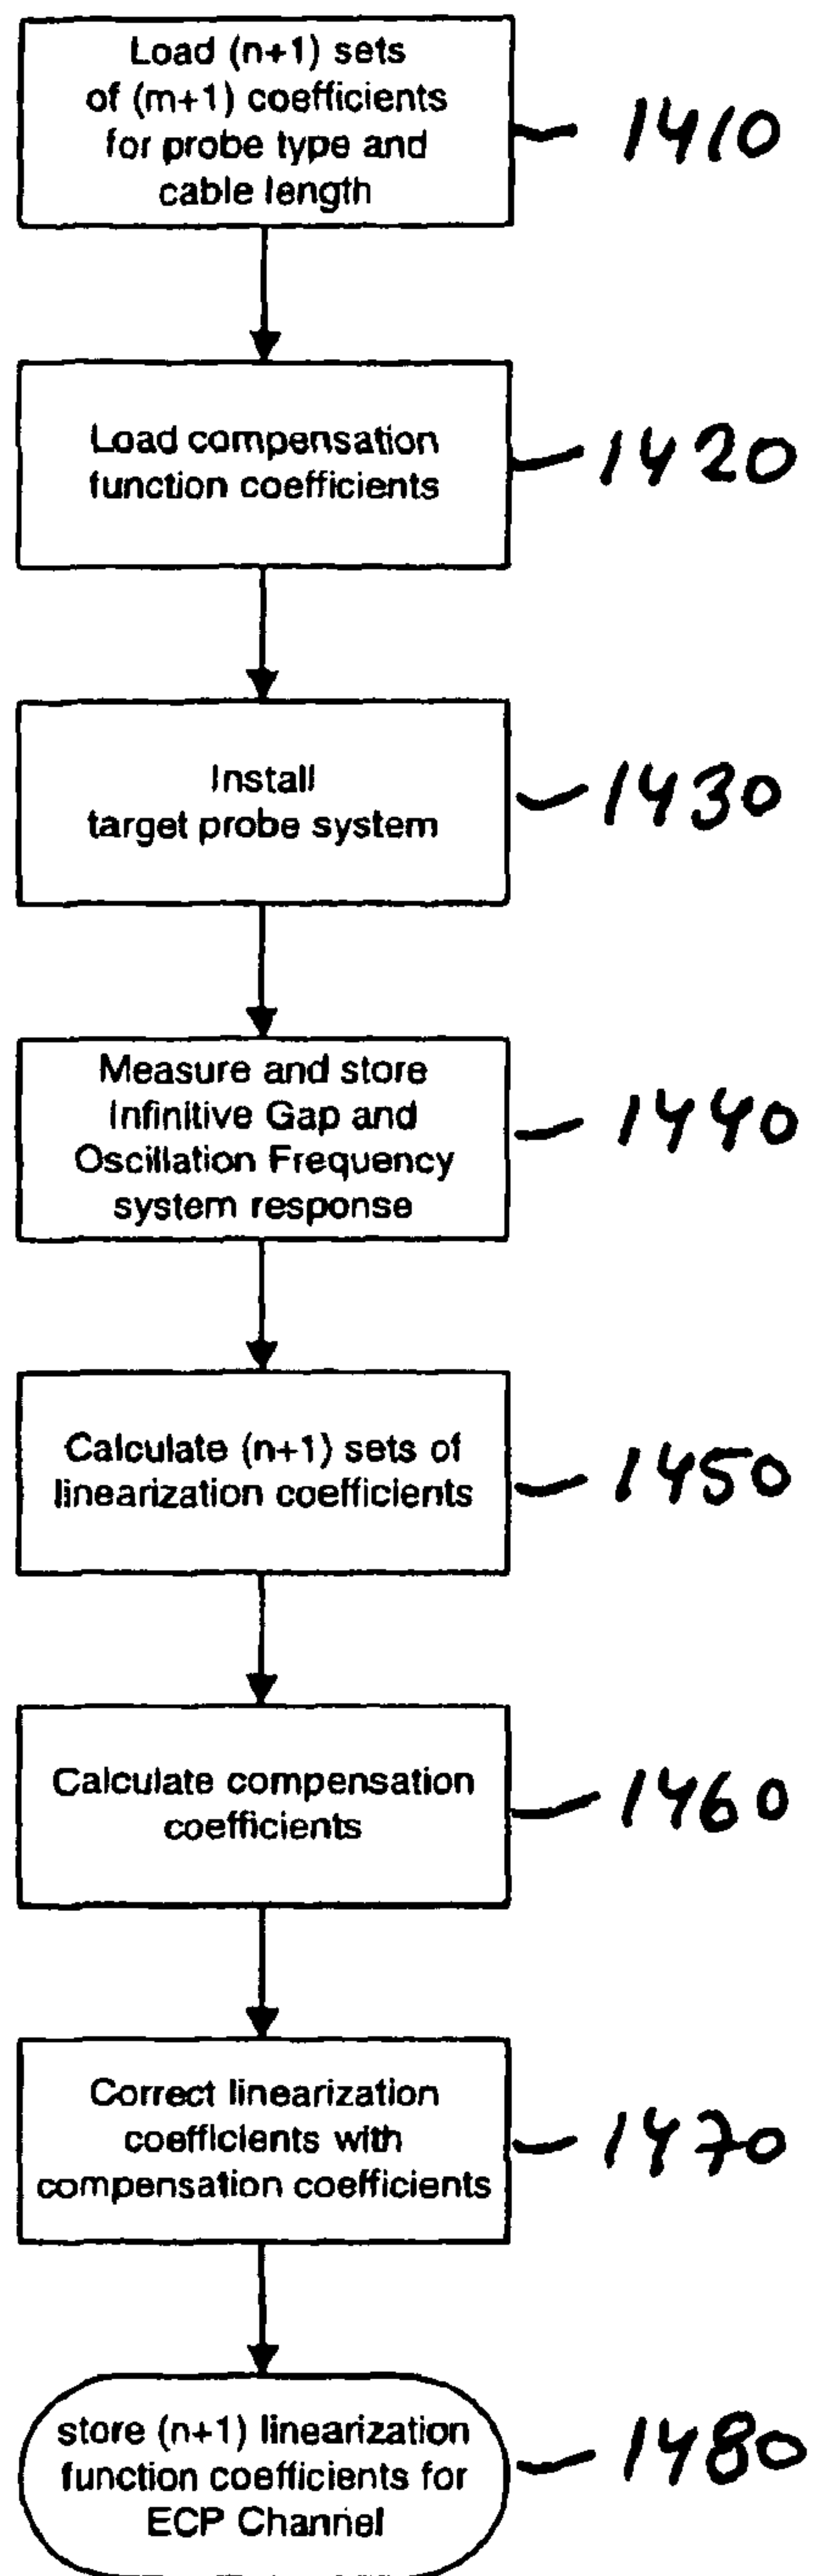 Load (n+1) sets
of (m+1) coefficients
for probe type and
cable length
1410
Load compensation
function coefficients
1420
Install
target probe system
1430
Measure and store
Infinitive Gap and
Oscillation Frequency
system response
1440
Calculate (n+1) sets of
linearization coefficients
1450
Calculate compensation
coefficients
1460
Correct linearization
coefficients with
compensation coefficients
1470
store (n+1) linearization
function coefficients for
ECP Channel
1480